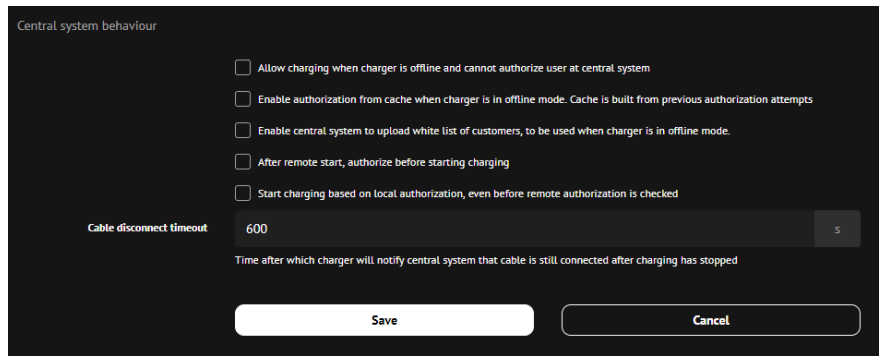 Central system behaviour
Allow charging when charger is offline and cannot authorize user at central system
Enable authorization from cache when charger is in offline mode. Cache is built from previous authorization attempts
Enable central system to upload white list of customers, to be used when charger is in offline mode.
After remote start, authorize before starting charging
Start charging based on local authorization, even before remote authorization is checked
Cable disconnect timeout 600 s
Time after which charger will notify central system that cable is still connected after charging has stopped
Save Cancel